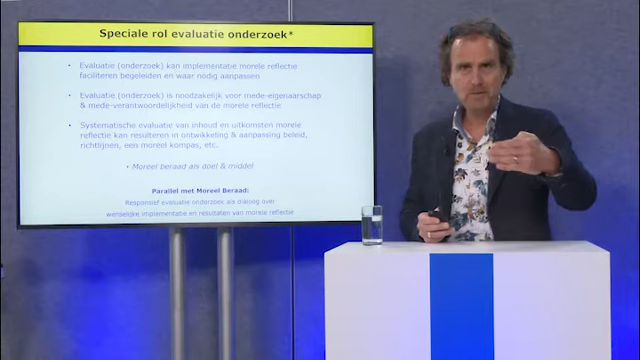 Speciale rol evaluatie onderzoek*
• Evaluatie (onderzoek) kan implementatie morele reflectie
faciliteren begeleiden en waar nodig aanpassen
• Evaluatie (onderzoek) is noodzakelijk voor mede-eigenaarschap
& mede-verantwoordelijkheid van de morele reflectie
• Systematische evaluatie van inhoud en uitkomsten morele
reflectie kan resulteren in ontwikkeling & aanpassing beleid,
richtlijnen, een moreel kompas, etc.
• Moreel beraad als doel & middel
Parallel met Moreel Beraad:
Responsief evaluatie onderzoek als dialoog over
wenselijke implementatie en resultaten van morele reflectie